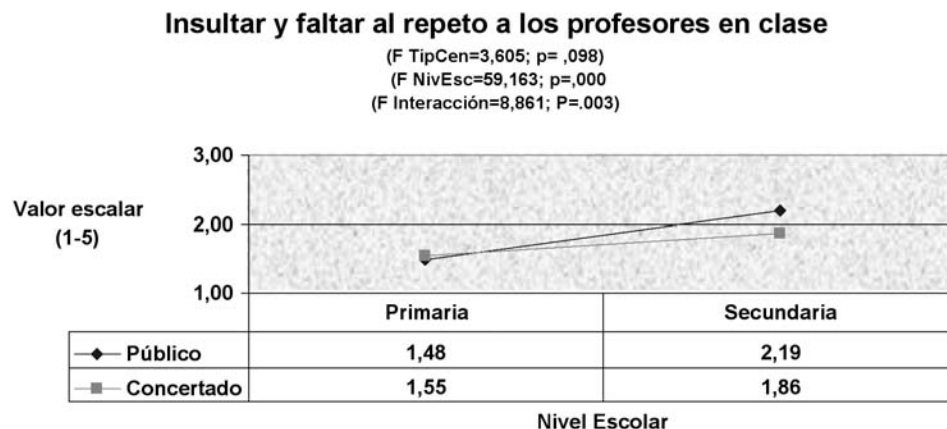 Insultar y faltar al repeto a los profesores en clase
(F TipCen=3,605; p= ,098)
(F NivEsc=59,163; p=,000
(F Interacción=8,861; P=.003)
3,00
Valor escalar
(1-5)
2,00
1,00
Primaria Secundaria
Público 1,48 2,19
Concertado 1,55 1,86
Nivel Escolar